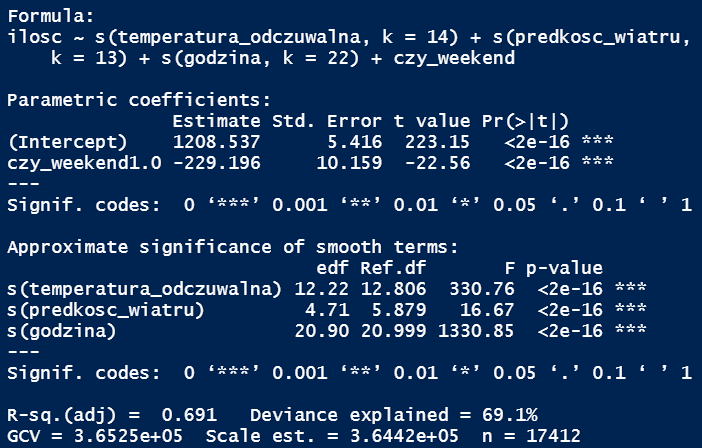 Formula:
ilosc ~ s(temperatura_odczuwalna, k = 14) + s(predkosc_wiatru,
    k = 13) + s(godzina, k = 22) + czy_weekend

Parametric coefficients:
                Estimate Std. Error t value Pr(>|t|)
(Intercept)     1208.537      5.416  223.15   <2e-16 ***
czy_weekend1.0 -229.196     10.159  -22.56   <2e-16 ***
---
Signif. codes:  0 ‘***’ 0.001 ‘**’ 0.01 ‘*’ 0.05 ‘.’ 0.1 ‘ ’ 1

Approximate significance of smooth terms:
                             edf Ref.df       F p-value
s(temperatura_odczuwalna) 12.22 12.806  330.76  <2e-16 ***
s(predkosc_wiatru)         4.71  5.879   16.67  <2e-16 ***
s(godzina)                20.90 20.999 1330.85  <2e-16 ***
---
Signif. codes:  0 ‘***’ 0.001 ‘**’ 0.01 ‘*’ 0.05 ‘.’ 0.1 ‘ ’ 1

R-sq.(adj) =  0.691   Deviance explained = 69.1%
GCV = 3.6525e+05  Scale est. = 3.6442e+05  n = 17412